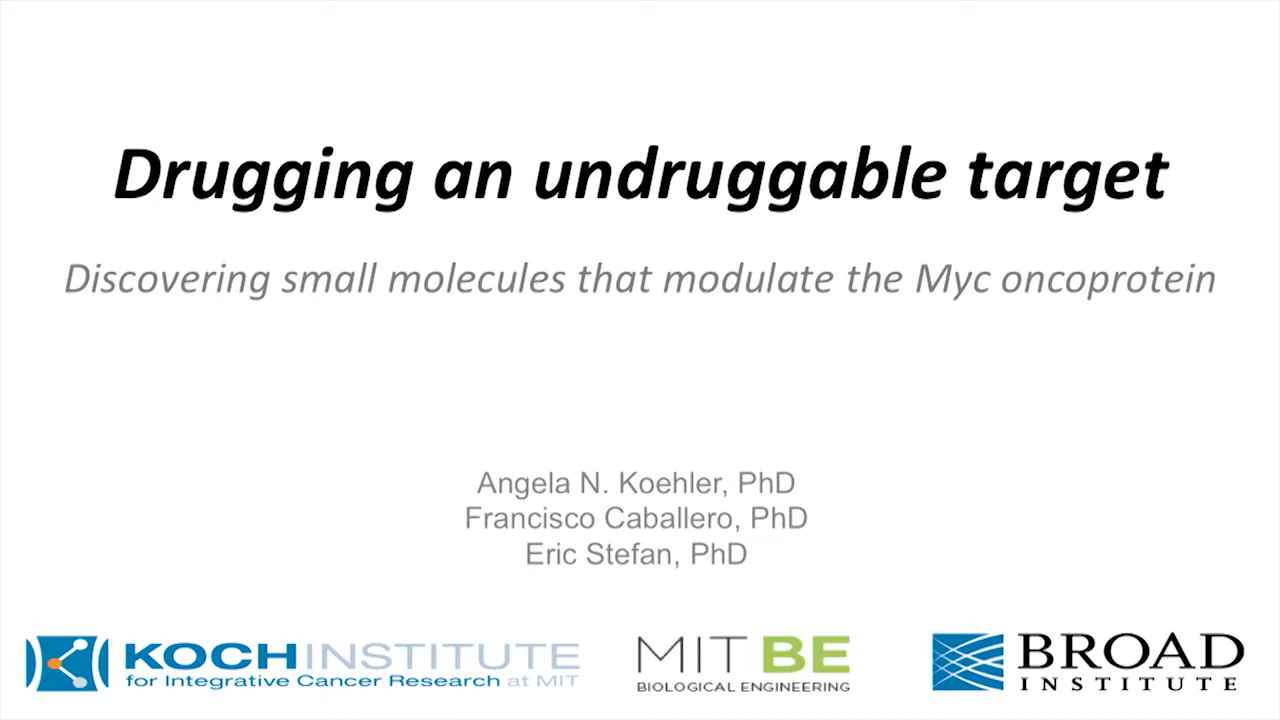 Drugging an undruggable target
Discovering small molecules that modulate the Myc oncoprotein
Angela N. Koehler, PhD
Francisco Caballero, PhD
Eric Stefan, PhD
KOCH INSTITUTE
for Integrative Cancer Research at MIT
MIT BE
BIOLOGICAL ENGINEERING
BROAD
INSTITUTE